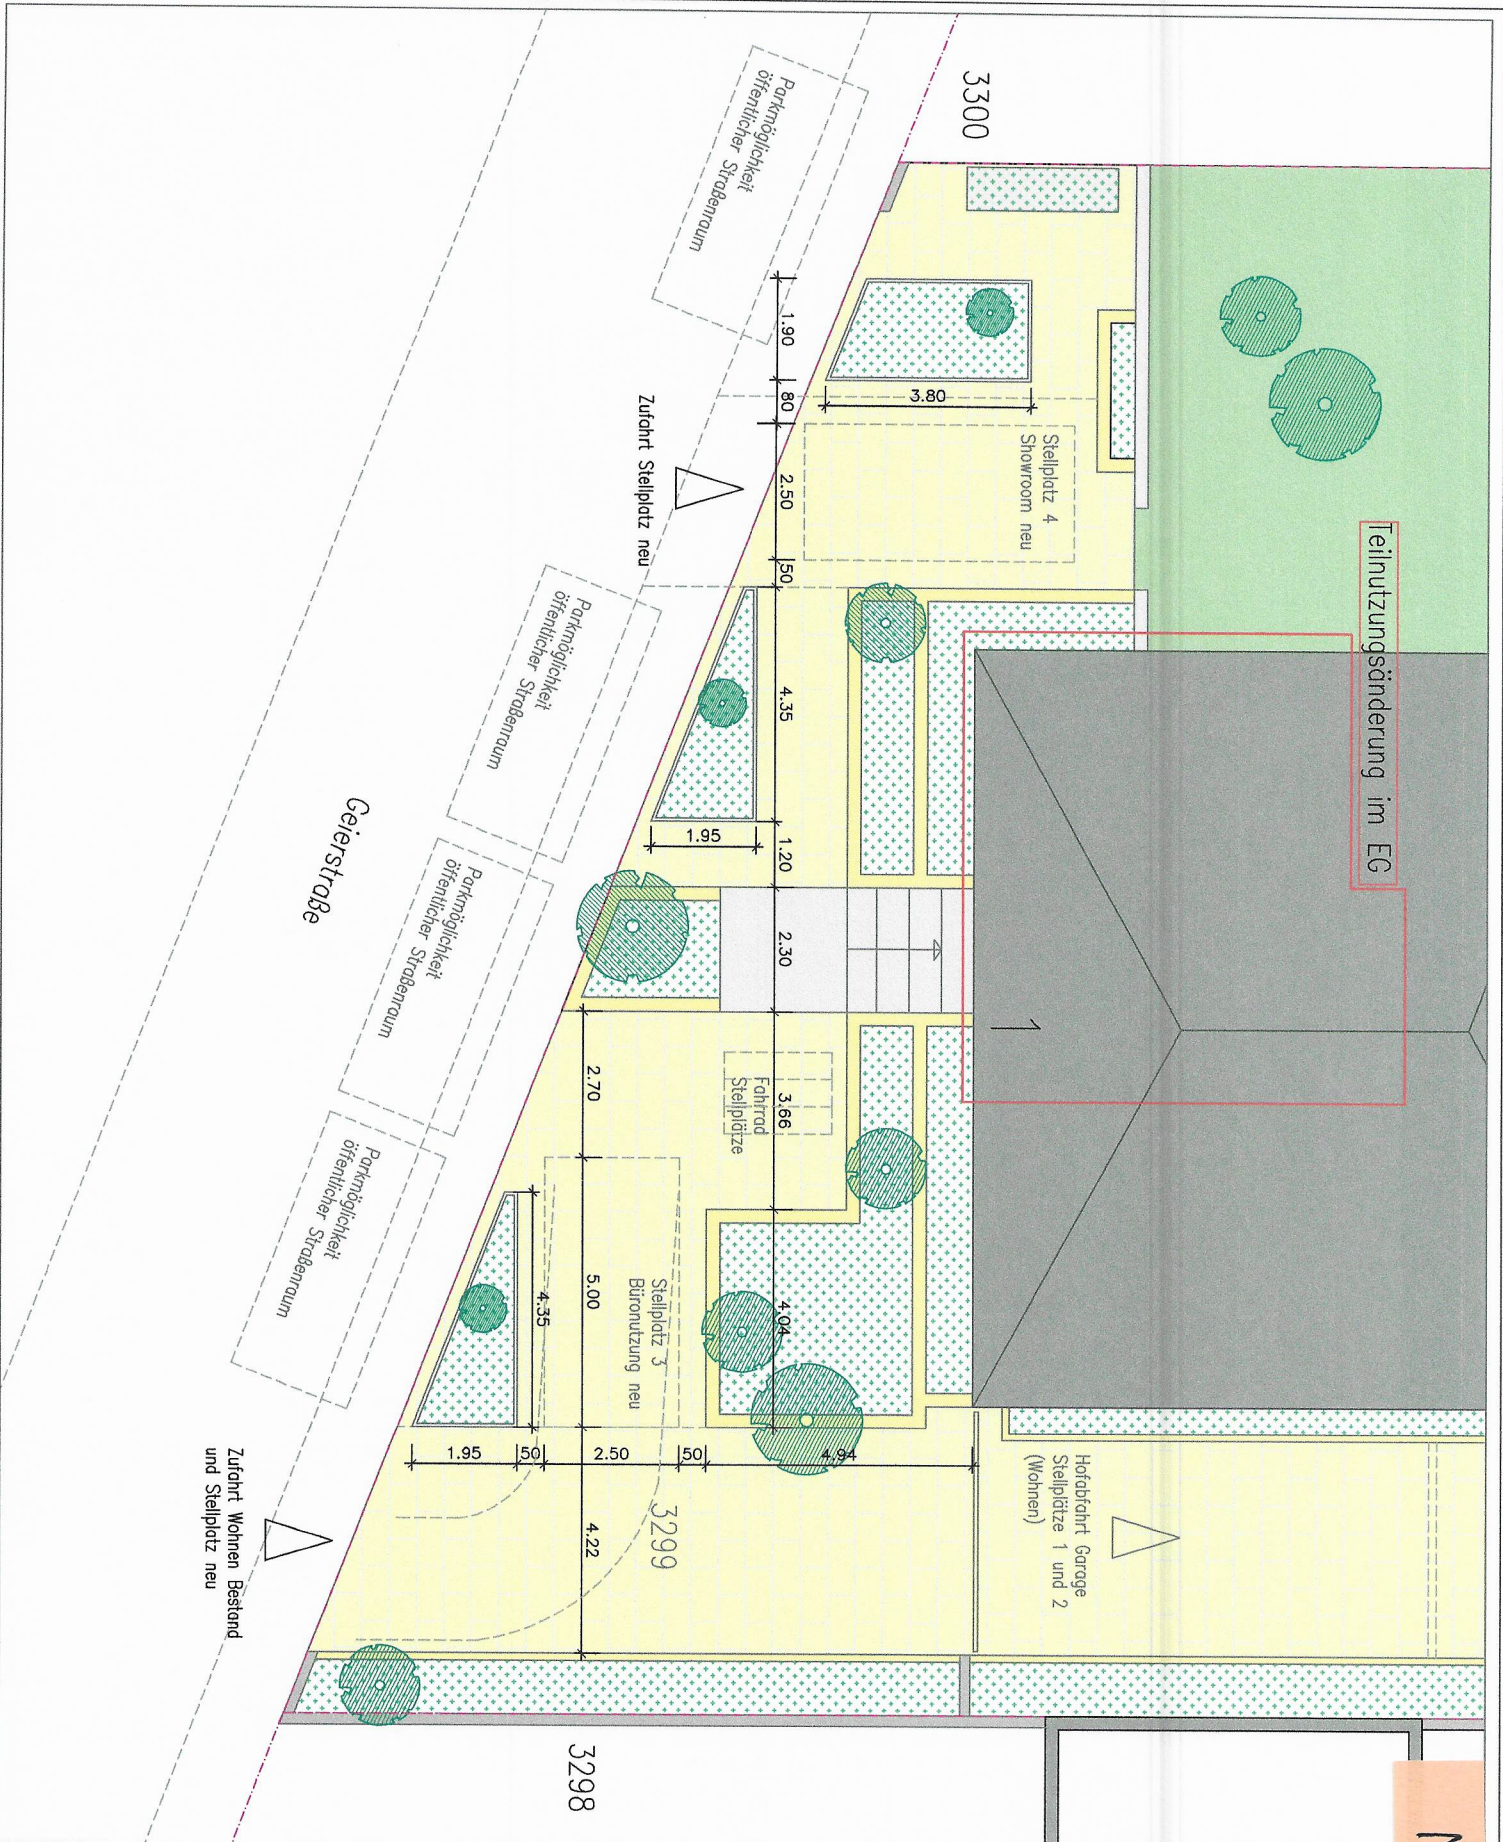 3300
Parkmöglichkeit
öffentlicher Straßenraum
1.90
80
3.80
Zufahrt Stellplatz neu
2.50
Stellplatz 4
Showroom neu
50
Teilnutzungsänderung im EG
Parkmöglichkeit
öffentlicher Straßenraum
4.35
1.95
1.20
Geierstraße
Parkmöglichkeit
öffentlicher Straßenraum
2.30
1
2.70
3.66
Fahrrad
Stellplätze
Parkmöglichkeit
öffentlicher Straßenraum
4.35
5.00
Stellplatz 3
Büronutzung neu
4.04
1.95
50
2.50
50
4.94
Zufahrt Wohnen Bestand
und Stellplatz neu
4.22
3299
Hofabfahrt Garage
Stellplätze 1 und 2
(Wohnen)
3298